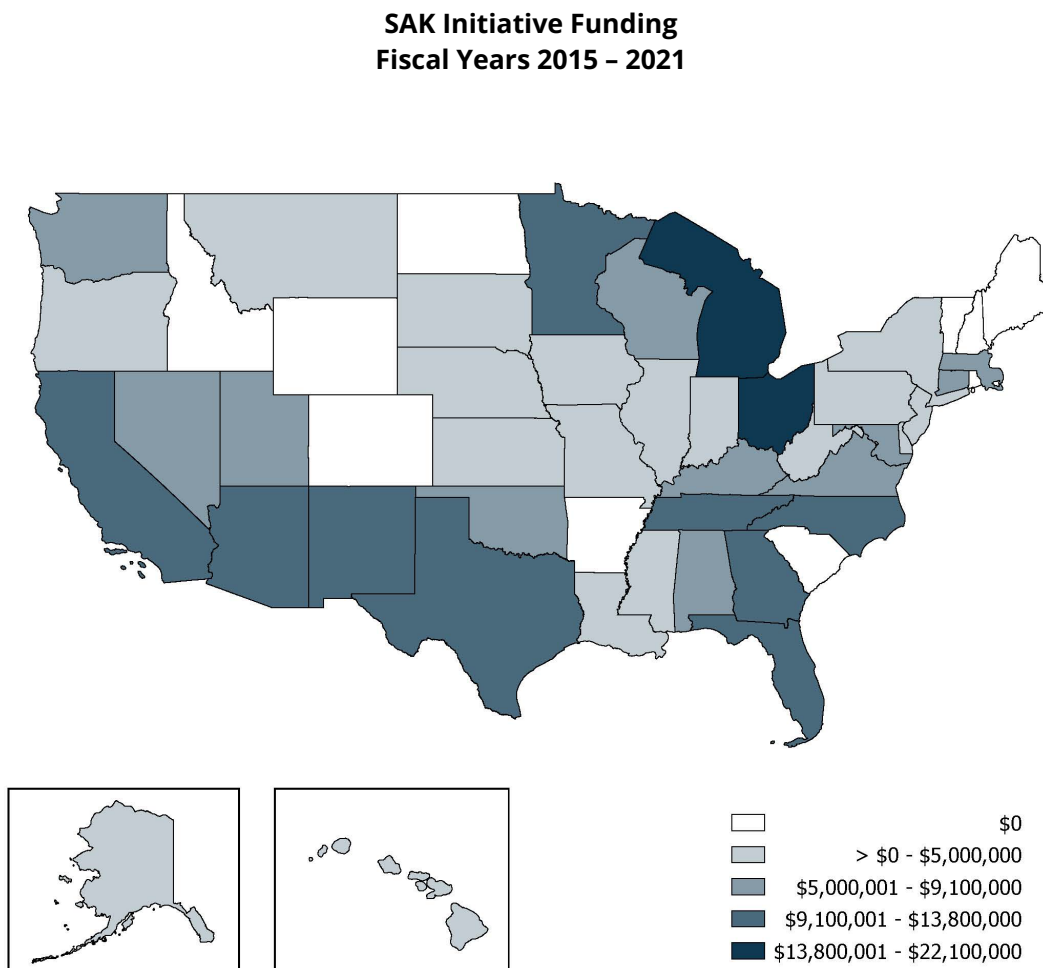 SAK Initiative Funding
Fiscal Years 2015 – 2021
$0
> $0 - $5,000,000
$5,000,001 - $9,100,000
$9,100,001 - $13,800,000
$13,800,001 - $22,100,000